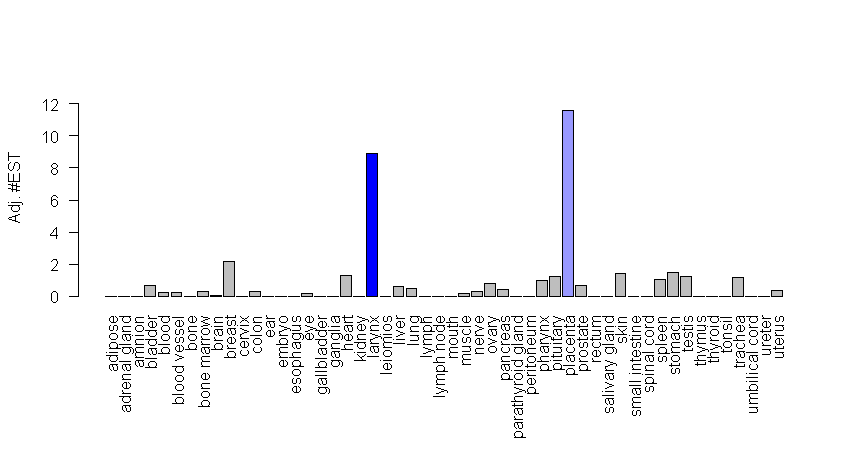 Adj. #EST
12
10
8
6
4
2
0
adipose
adrenal gland
amnion
bladder
blood
blood vessel
bone
bone marrow
brain
breast
cervix
colon
ear
embryo
esophagus
eye
gallbladder
ganglia
heart
kidney
larynx
leiomios
liver
lung
lymph
lymph node
mouth
muscle
nerve
ovary
pancreas
parathyroid gland
peritoneum
pharynx
pituitary
placenta
prostate
rectum
salivary gland
skin
small intestine
spinal cord
spleen
stomach
testis
thymus
thyroid
tonsil
trachea
umbilical cord
ureter
uterus